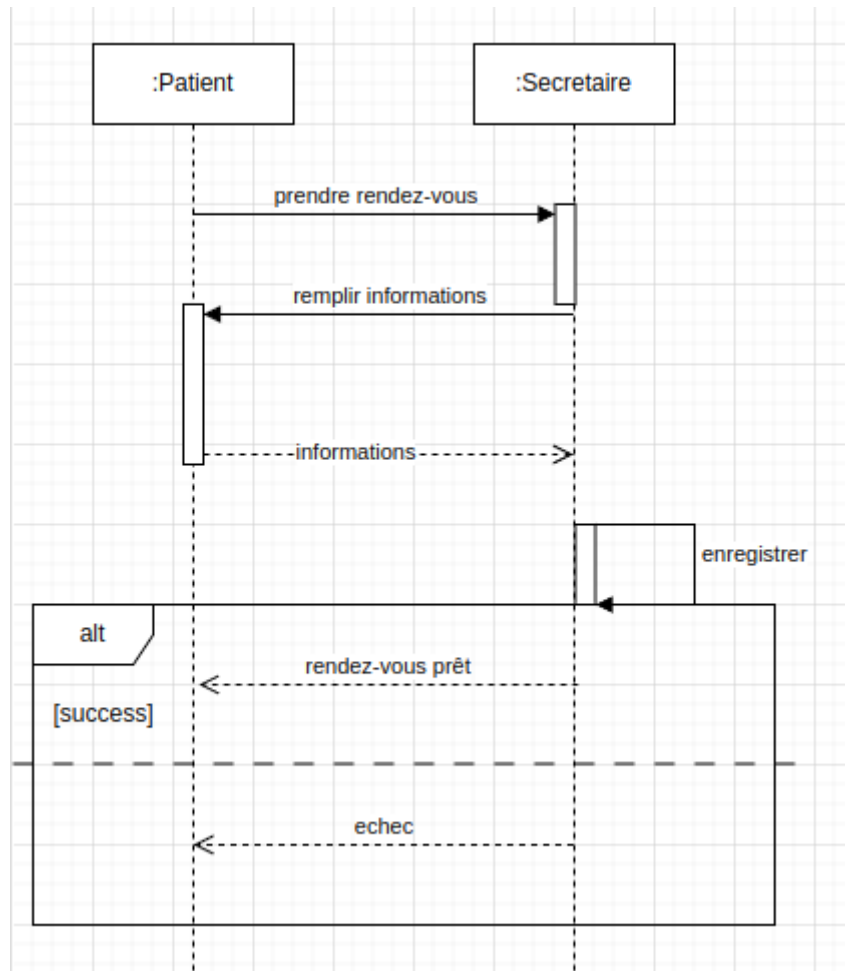 :Patient
:Secretaire
prendre rendez-vous
remplir informations
informations
enregistrer
alt
rendez-vous prêt
[success]
echec